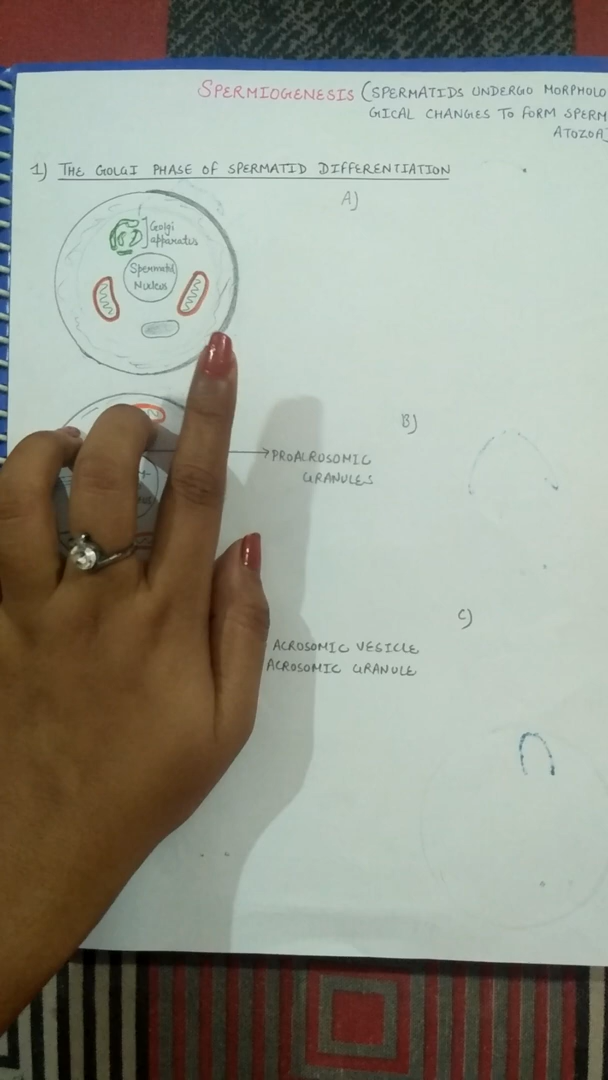 SPERMIOGENESIS (SPERMATIDS UNDERGO MORPHOLO
GICAL CHANGES TO FORM SPERM
ATOZOA)
1) THE GOLGI PHASE OF SPERMATID DIFFERENTIATION
A)
Golgi
apparatus
Spermatid
Nucleus
B)
PROACROSOMIC
GRANULES
C)
ACROSOMIC VESICLE
ACROSOMIC GRANULE